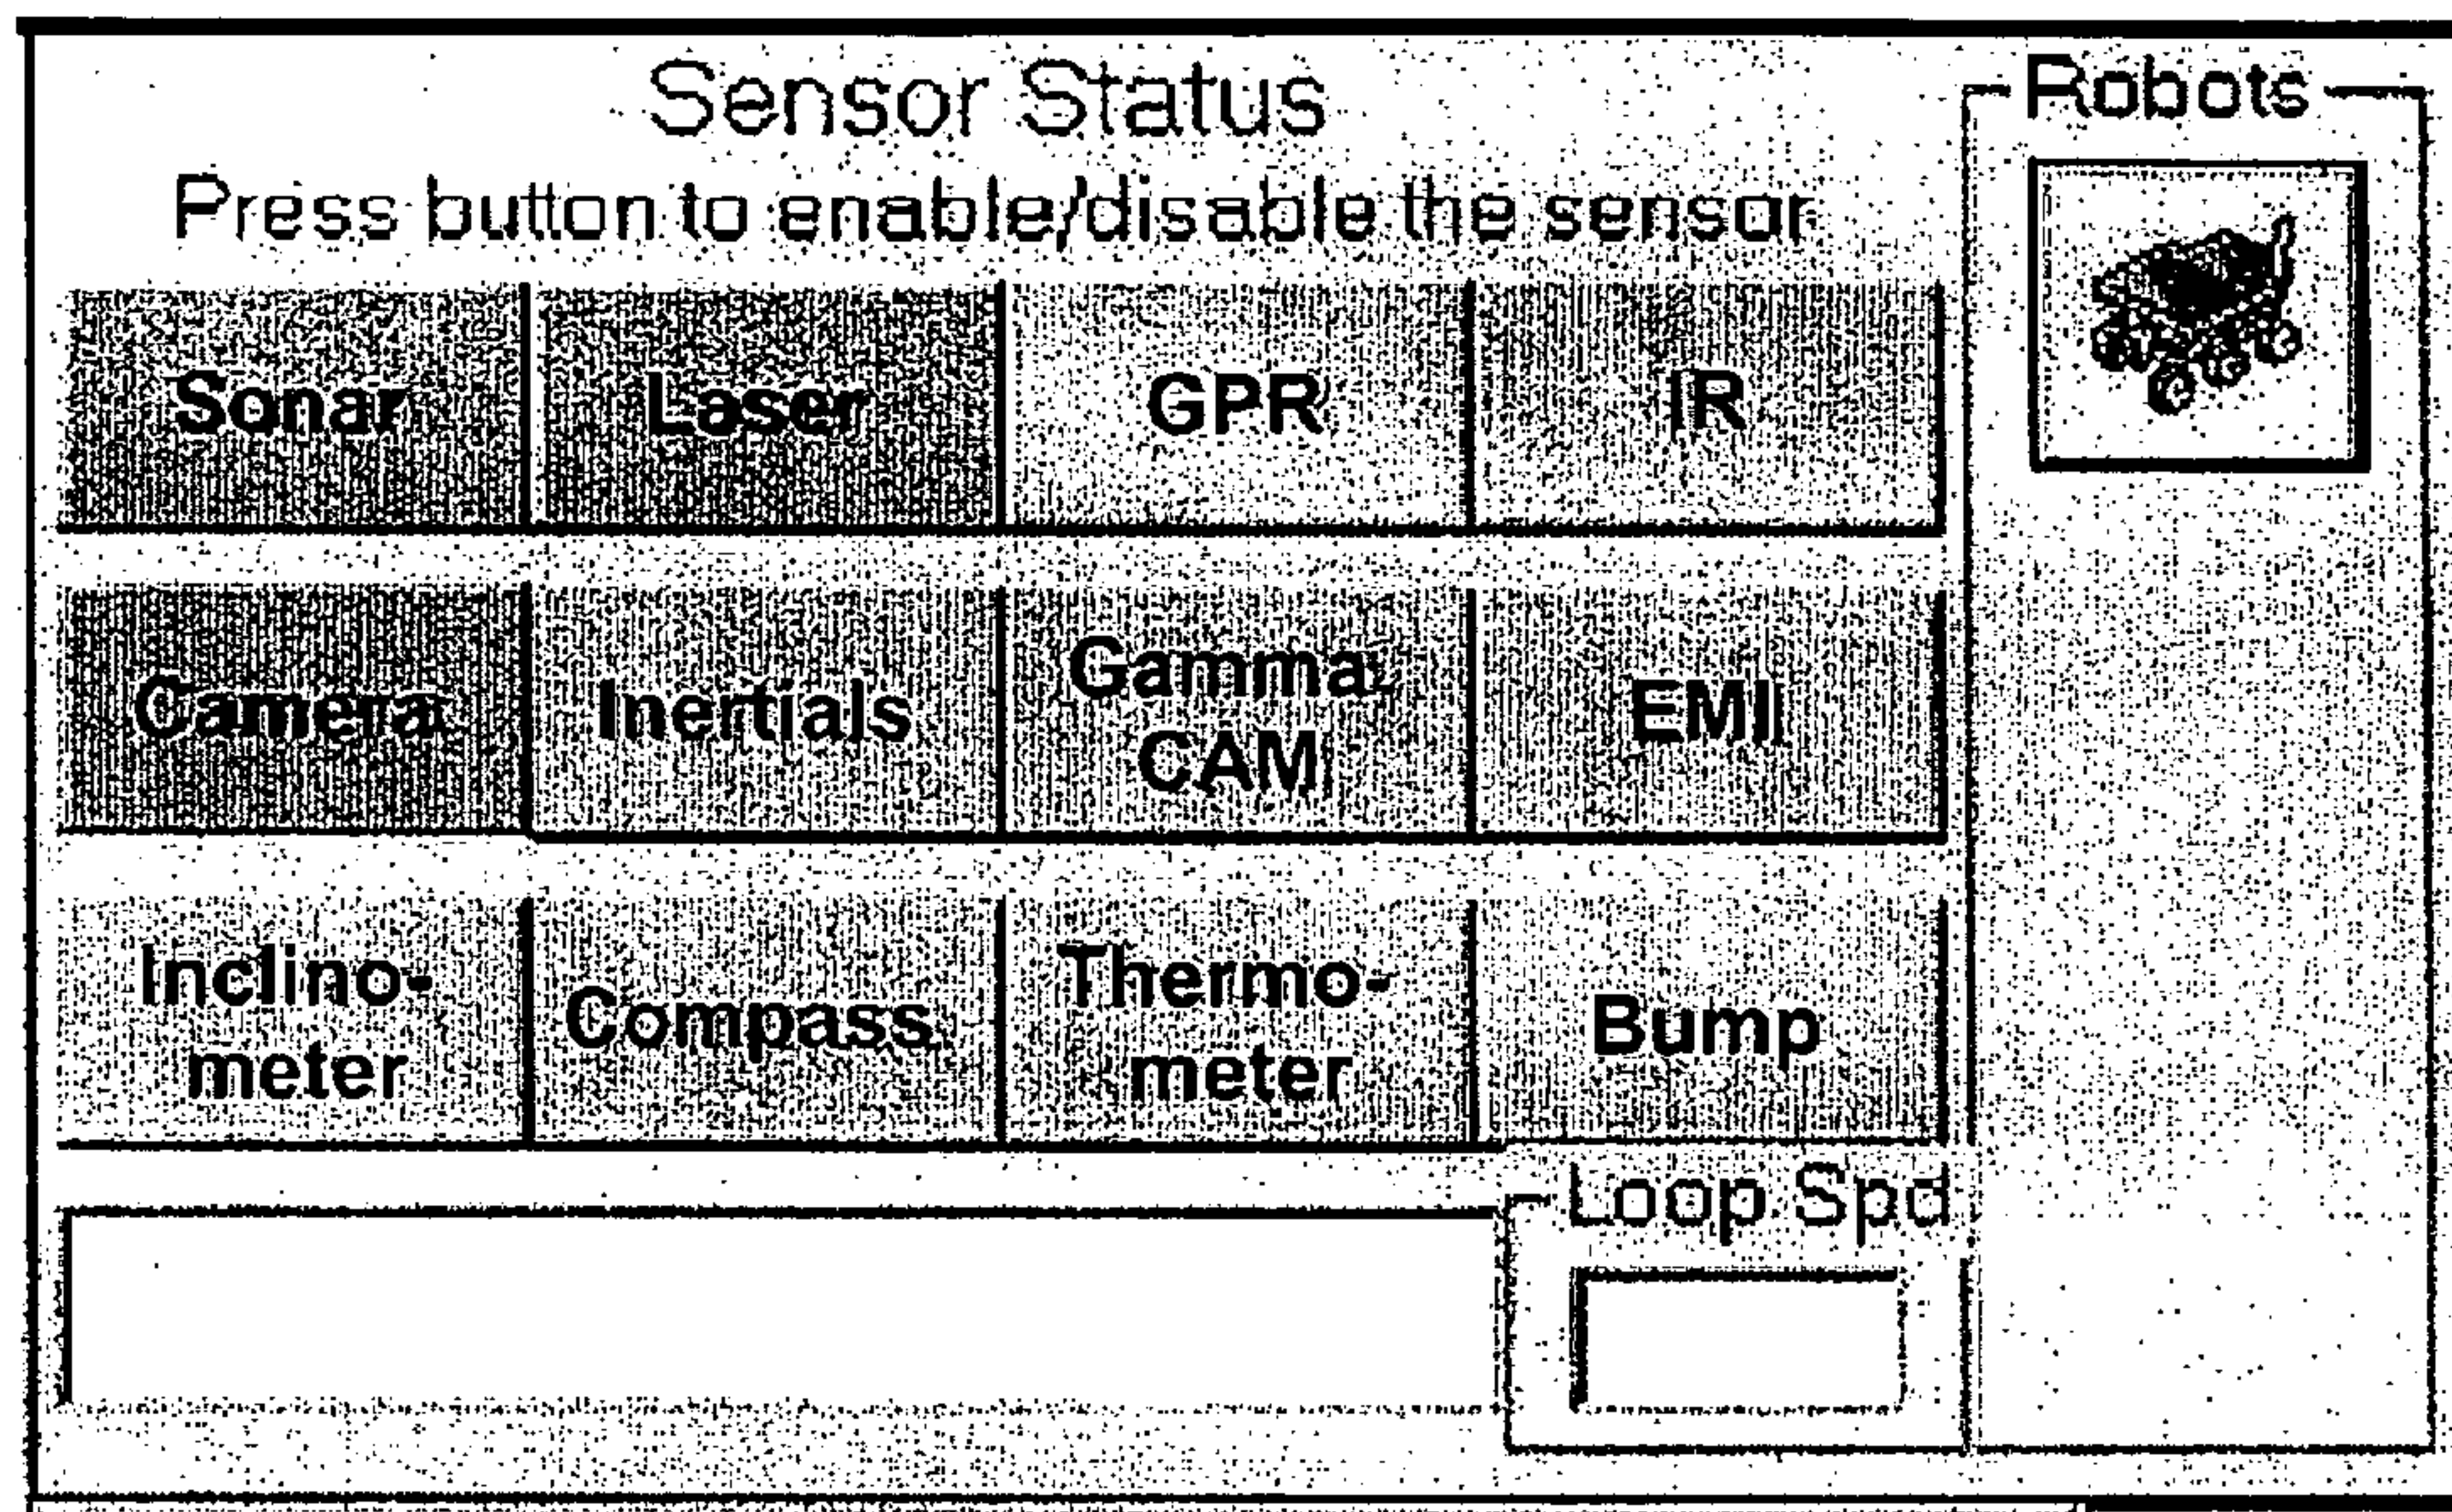 Sensor Status
Robots
Press button to enable/disable the sensor
Sonar
Laser
GPR
IR
Camera
Inertials
Gamma
CAM
EMI
Inclino-
meter
Compass
Thermo-
meter
Bump
Loop Spd